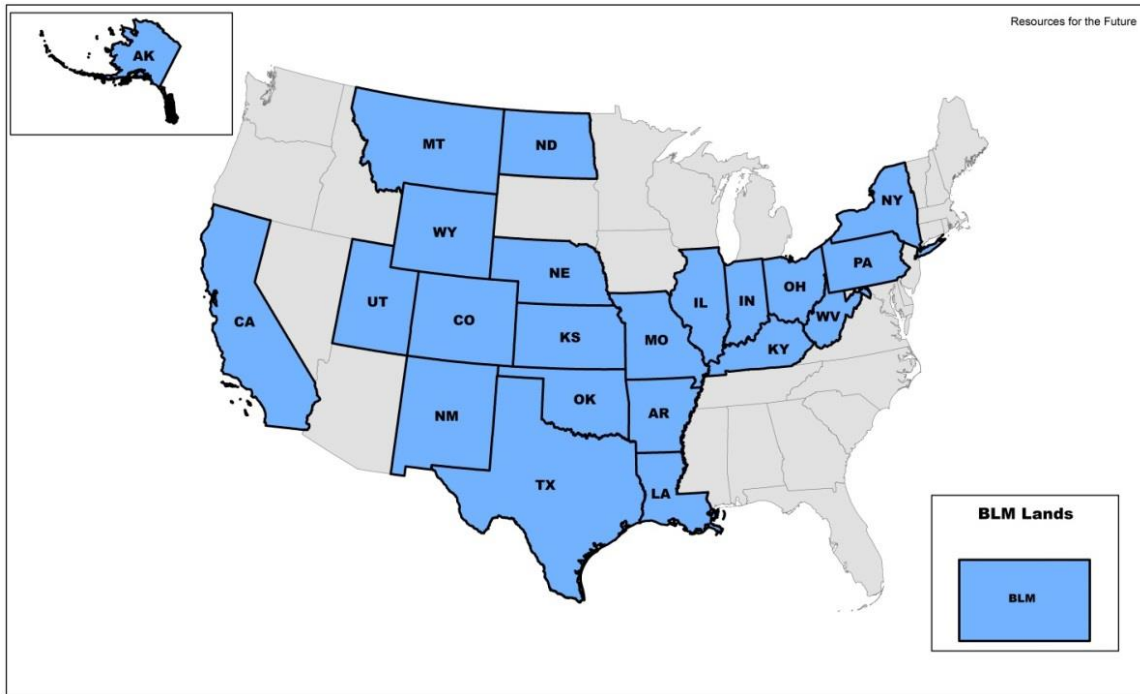 Resources for the Future
AK
MT
ND
NY
WY
NE
PA
UT
CO
IL
IN
OH
WV
CA
KS
MO
KY
NM
OK
AR
TX
LA
BLM Lands
BLM